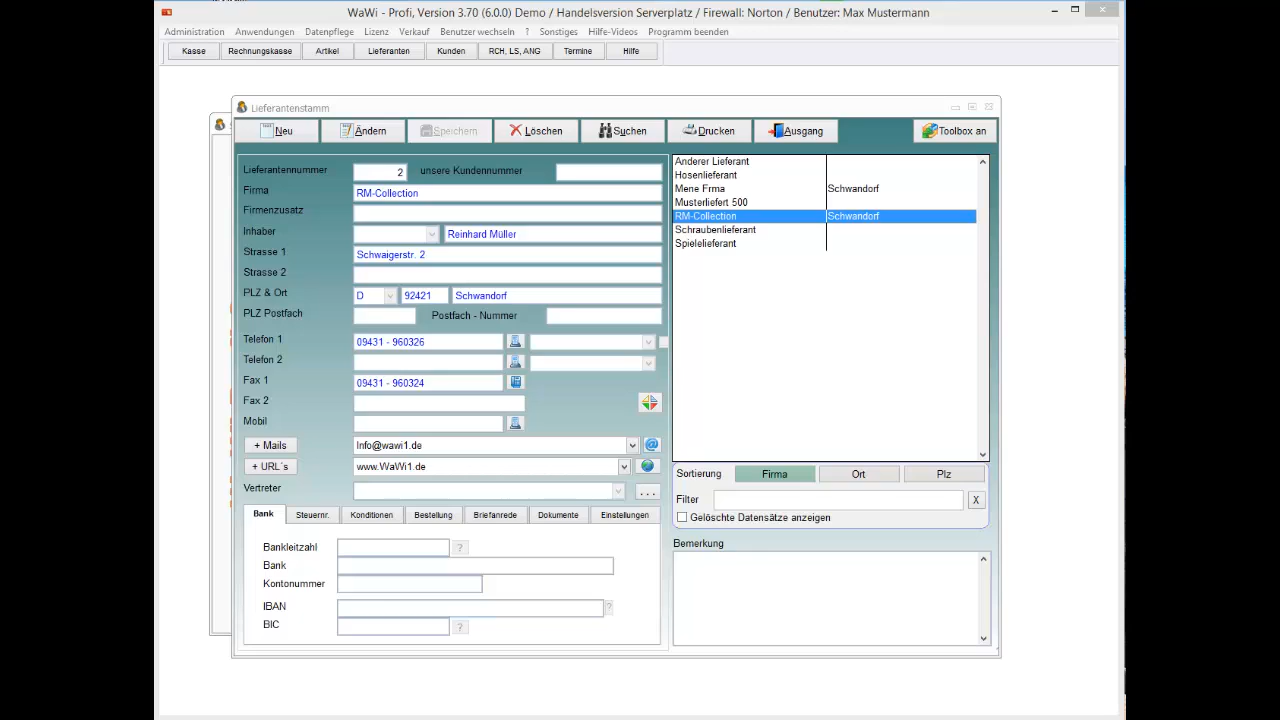 WaWi - Profi, Version 3.70 (6.0.0) Demo / Handelsversion Serverplatz / Firewall: Norton / Benutzer: Max Mustermann
Administration Anwendungen Datenpflege Lizenz Verkauf Benutzer wechseln ? Sonstiges Hilfe-Videos Programm beenden
Kasse Rechnungskasse Artikel Lieferanten Kunden RCH, LS, ANG Termine Hilfe
Lieferantenstamm
Neu Ändern Speichern Löschen Suchen Drucken Ausgang Toolbox an
Lieferantennummer 2 unsere Kundennummer
Firma RM-Collection
Firmenzusatz
Inhaber Reinhard Müller
Strasse 1 Schwaigerstr. 2
Strasse 2
PLZ & Ort D 92421 Schwandorf
PLZ Postfach Postfach - Nummer
Telefon 1 09431 - 960326
Telefon 2
Fax 1 09431 - 960324
Fax 2
Mobil
+ Mails Info@wawi1.de
+ URL´s www.WaWi1.de
Vertreter ...
Bank Steuernr. Konditionen Bestellung Briefanrede Dokumente Einstellungen
Bankleitzahl ?
Bank
Kontonummer
IBAN ?
BIC ?
Anderer Lieferant
Hosenlieferant
Mene Frma Schwandorf
Musterliefert 500
RM-Collection Schwandorf
Schraubenlieferant
Spielelieferant
Sortierung Firma Ort Plz
Filter X
Gelöschte Datensätze anzeigen
Bemerkung